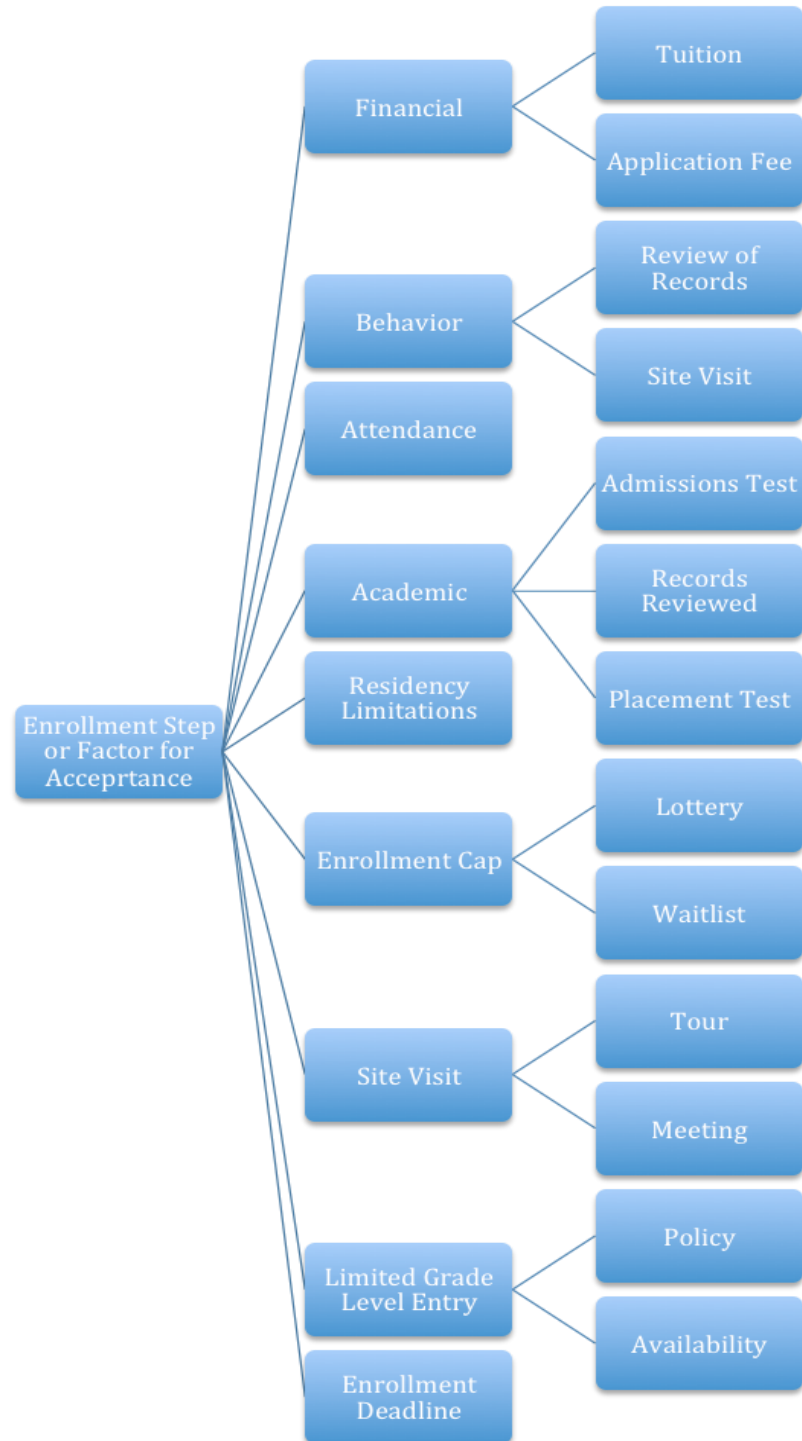 Tuition
Financial
Application Fee
Review of
Records
Behavior
Site Visit
Attendance
Admissions Test
Academic
Records
Reviewed
Placement Test
Residency
Limitations
Enrollment Step
or Factor for
Acceprtance
Lottery
Enrollment Cap
Waitlist
Tour
Site Visit
Meeting
Policy
Limited Grade
Level Entry
Availability
Enrollment
Deadline